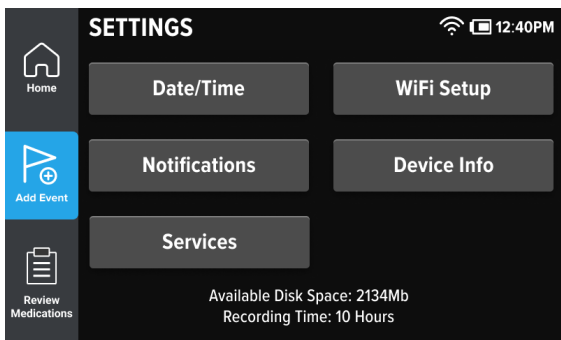 SETTINGS
12:40PM
Home
Date/Time
WiFi Setup
Add Event
Notifications
Device Info
Services
Review
Medications
Available Disk Space: 2134Mb
Recording Time: 10 Hours